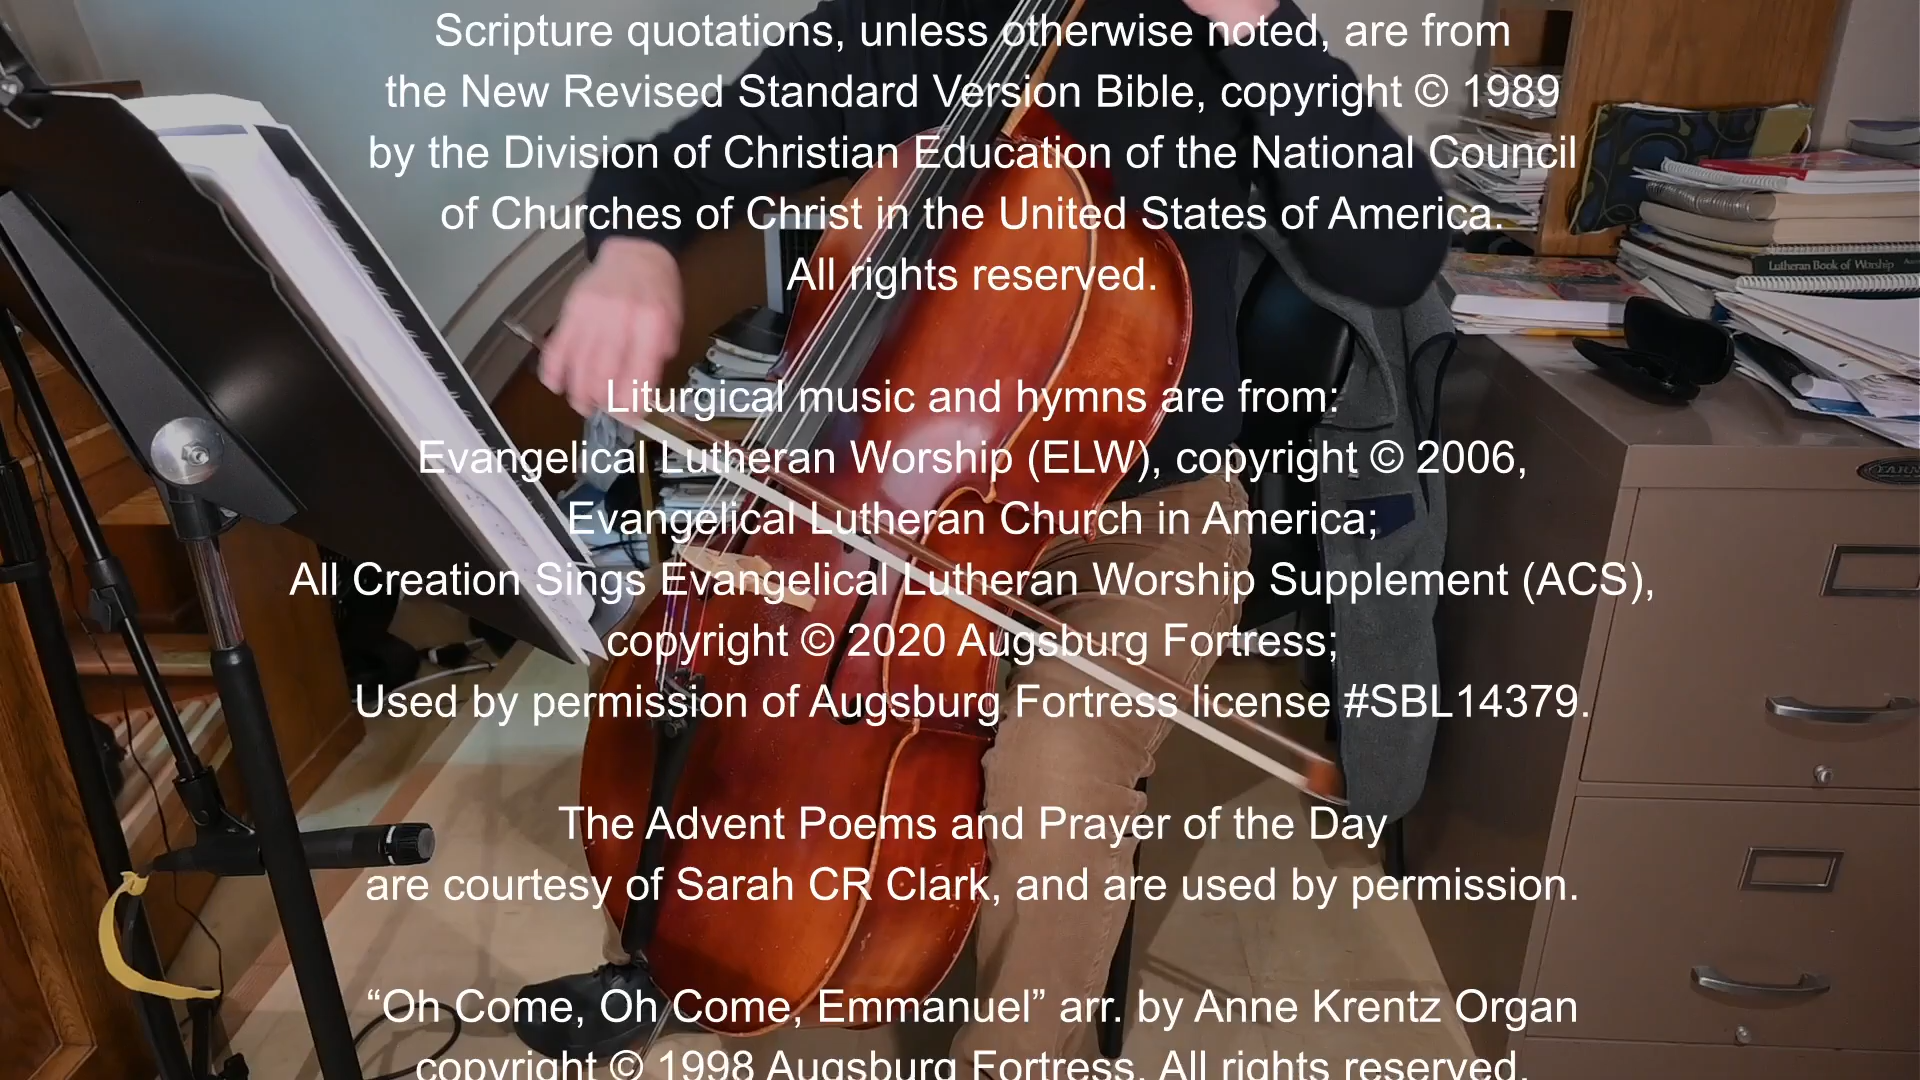 Scripture quotations, unless otherwise noted, are from
the New Revised Standard Version Bible, copyright © 1989
by the Division of Christian Education of the National Council
of Churches of Christ in the United States of America.
All rights reserved.
Lutheran Book of Worship
Liturgical music and hymns are from:
Evangelical Lutheran Worship (ELW), copyright © 2006,
Evangelical Lutheran Church in America;
All Creation Sings Evangelical Lutheran Worship Supplement (ACS),
copyright © 2020 Augsburg Fortress;
Used by permission of Augsburg Fortress license #SBL14379.
The Advent Poems and Prayer of the Day
are courtesy of Sarah CR Clark, and are used by permission.
“Oh Come, Oh Come, Emmanuel” arr. by Anne Krentz Organ
copyright © 1998 Augsburg Fortress. All rights reserved.